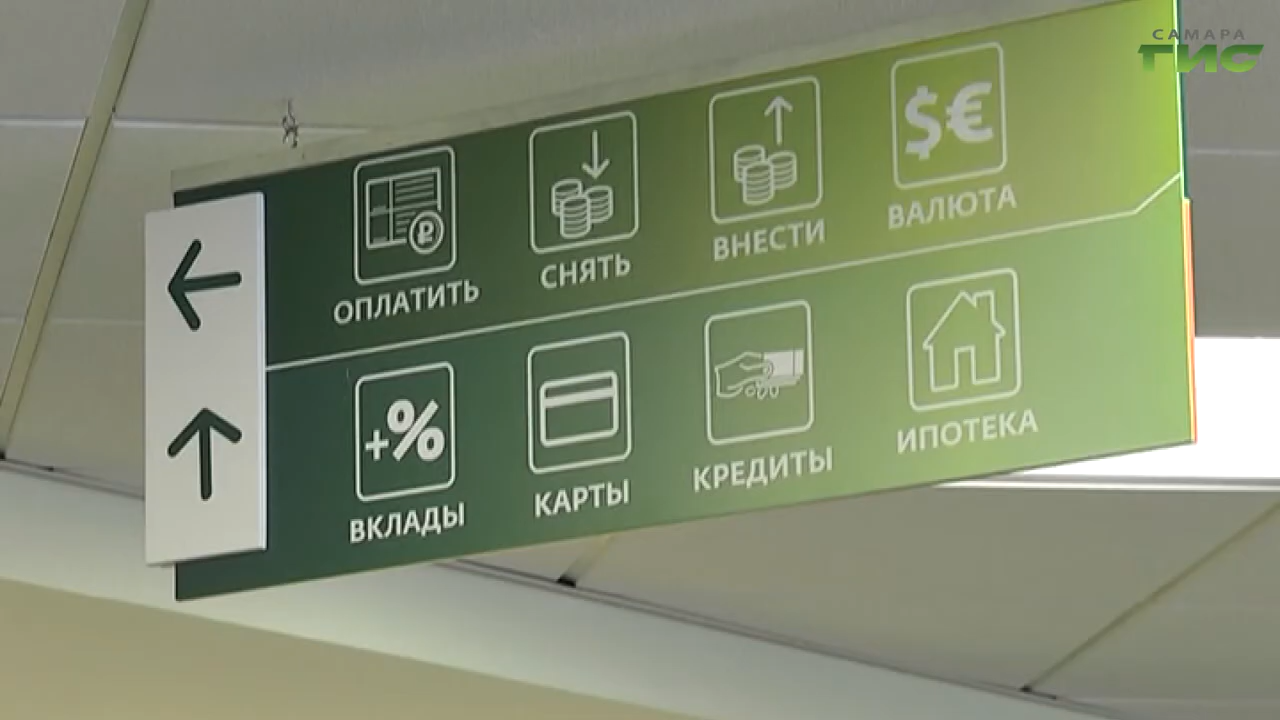 САМАРА
ГИС
$€
ОПЛАТИТЬ СНЯТЬ ВНЕСТИ ВАЛЮТА
+%
ВКЛАДЫ КАРТЫ КРЕДИТЫ ИПОТЕКА